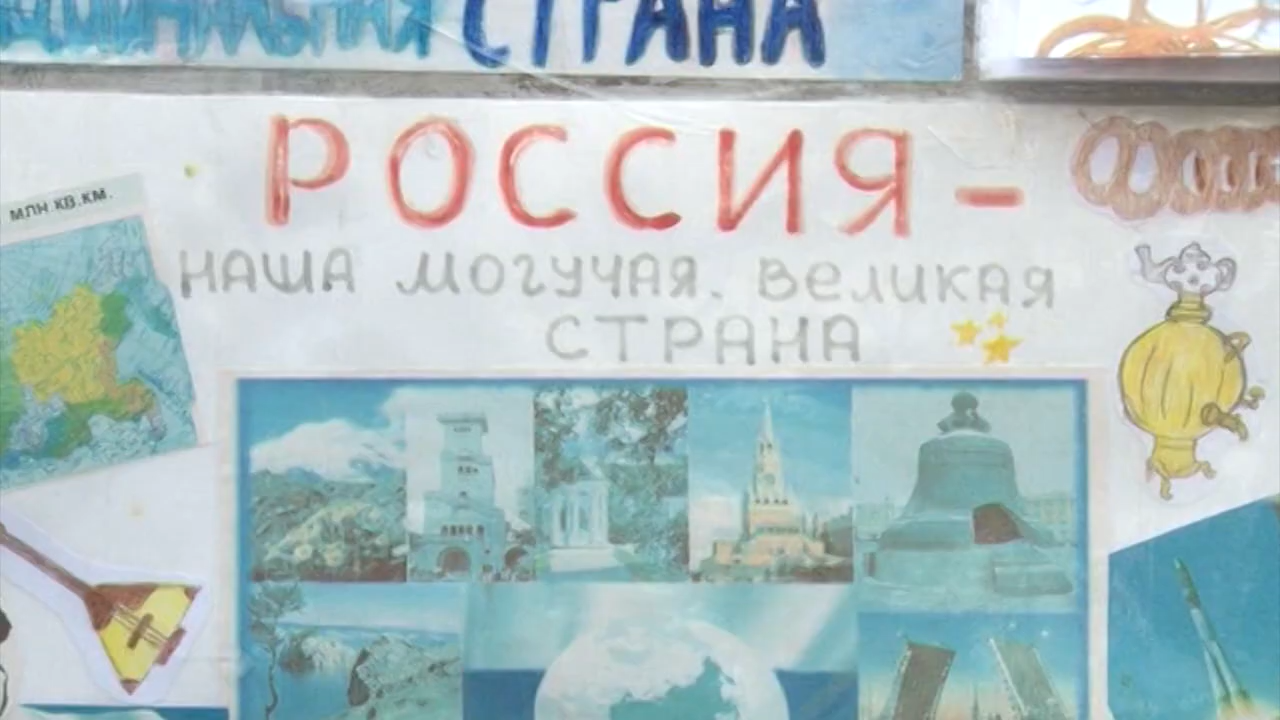 СТРАНА
РОССИЯ -
МЛН.КВ.КМ.
НАША МОГУЧАЯ. ВЕЛИКАЯ
СТРАНА